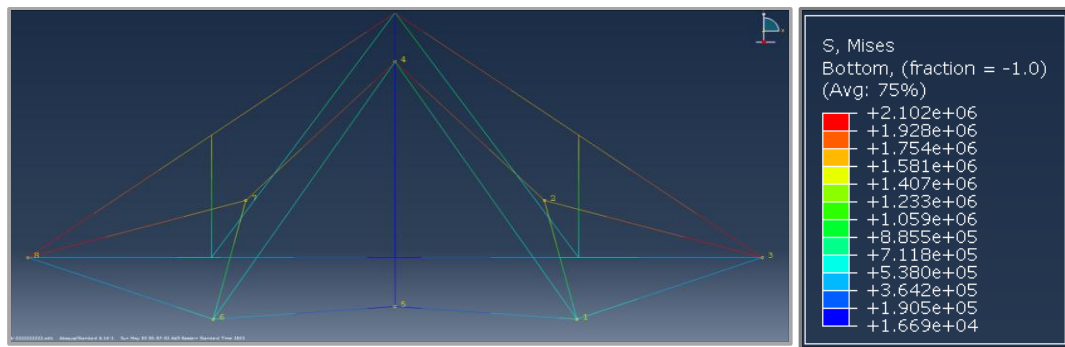 4
7
2
8
3
5
6
1
S, Mises
Bottom, (fraction = -1.0)
(Avg: 75%)
+2.102e+06
+1.928e+06
+1.754e+06
+1.581e+06
+1.407e+06
+1.233e+06
+1.059e+06
+8.855e+05
+7.118e+05
+5.380e+05
+3.642e+05
+1.905e+05
+1.669e+04